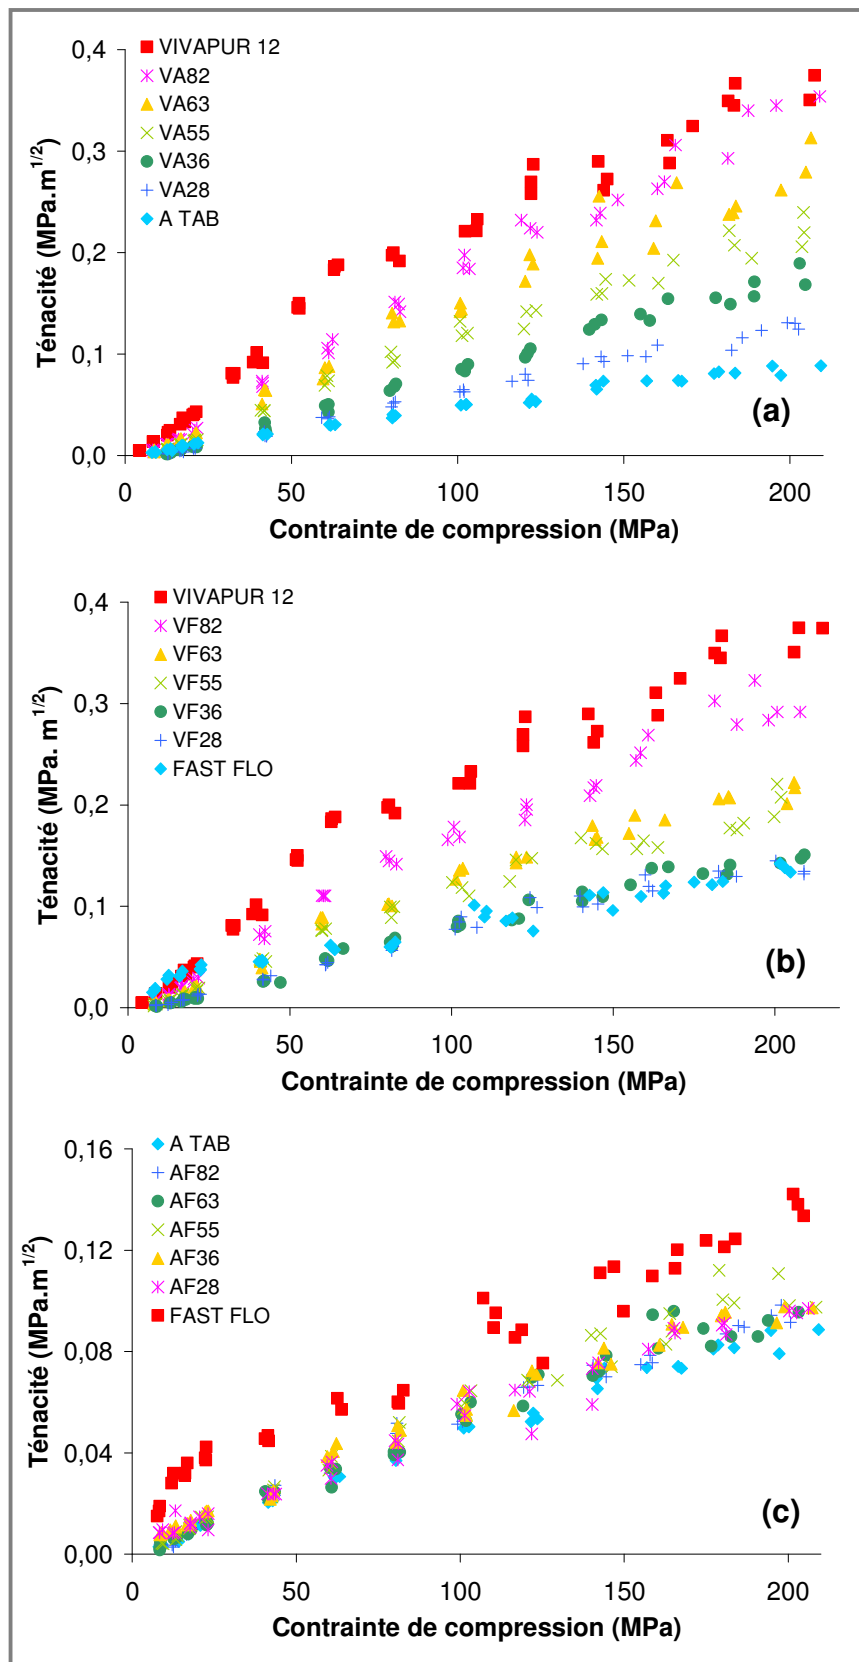 0,4
0,3
0,2
0,1
0,0
Ténacité (MPa.m1/2)
VIVAPUR 12
VA82
VA63
VA55
VA36
VA28
A TAB
(a)
0
50
100
150
200
Contrainte de compression (MPa)
0,4
0,3
0,2
0,1
0,0
Ténacité (MPa. m1/2)
VIVAPUR 12
VF82
VF63
VF55
VF36
VF28
FAST FLO
(b)
0
50
100
150
200
Contrainte de compression (MPa)
0,16
0,12
0,08
0,04
0,00
Ténacité (MPa.m1/2)
A TAB
AF82
AF63
AF55
AF36
AF28
FAST FLO
(c)
0
50
100
150
200
Contrainte de compression (MPa)